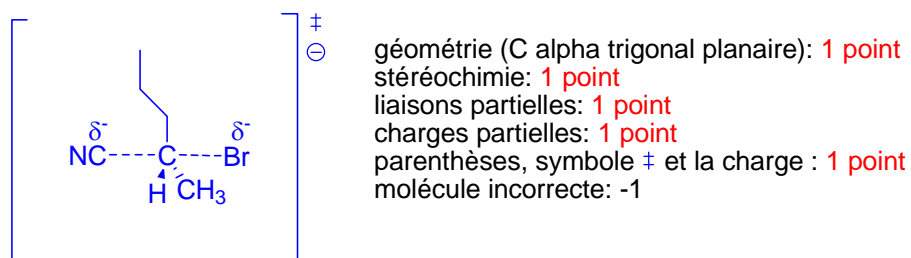 ‡
⊖
géométrie (C alpha trigonal planaire): 1 point
stéréochimie: 1 point
liaisons partielles: 1 point
charges partielles: 1 point
parenthèses, symbole ‡ et la charge : 1 point
molécule incorrecte: -1
δ- δ-
NC C Br
H CH3